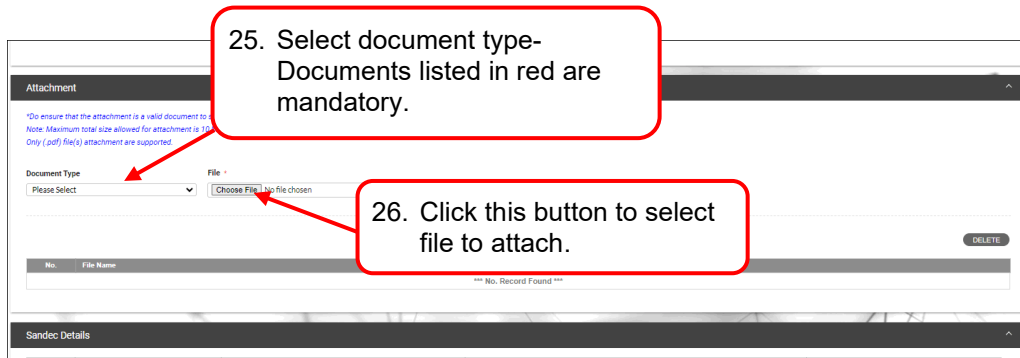 25. Select document type-
Documents listed in red are
mandatory.
Attachment
*Do ensure that the attachment is a valid document to
Note: Maximum total size allowed for attachment is 10
Only (.pdf) file(s) attachment are supported.
Document Type
File *
Please Select
Choose File No file chosen
26. Click this button to select
file to attach.
DELETE
No. File Name
*** No. Record Found ***
Sandec Details